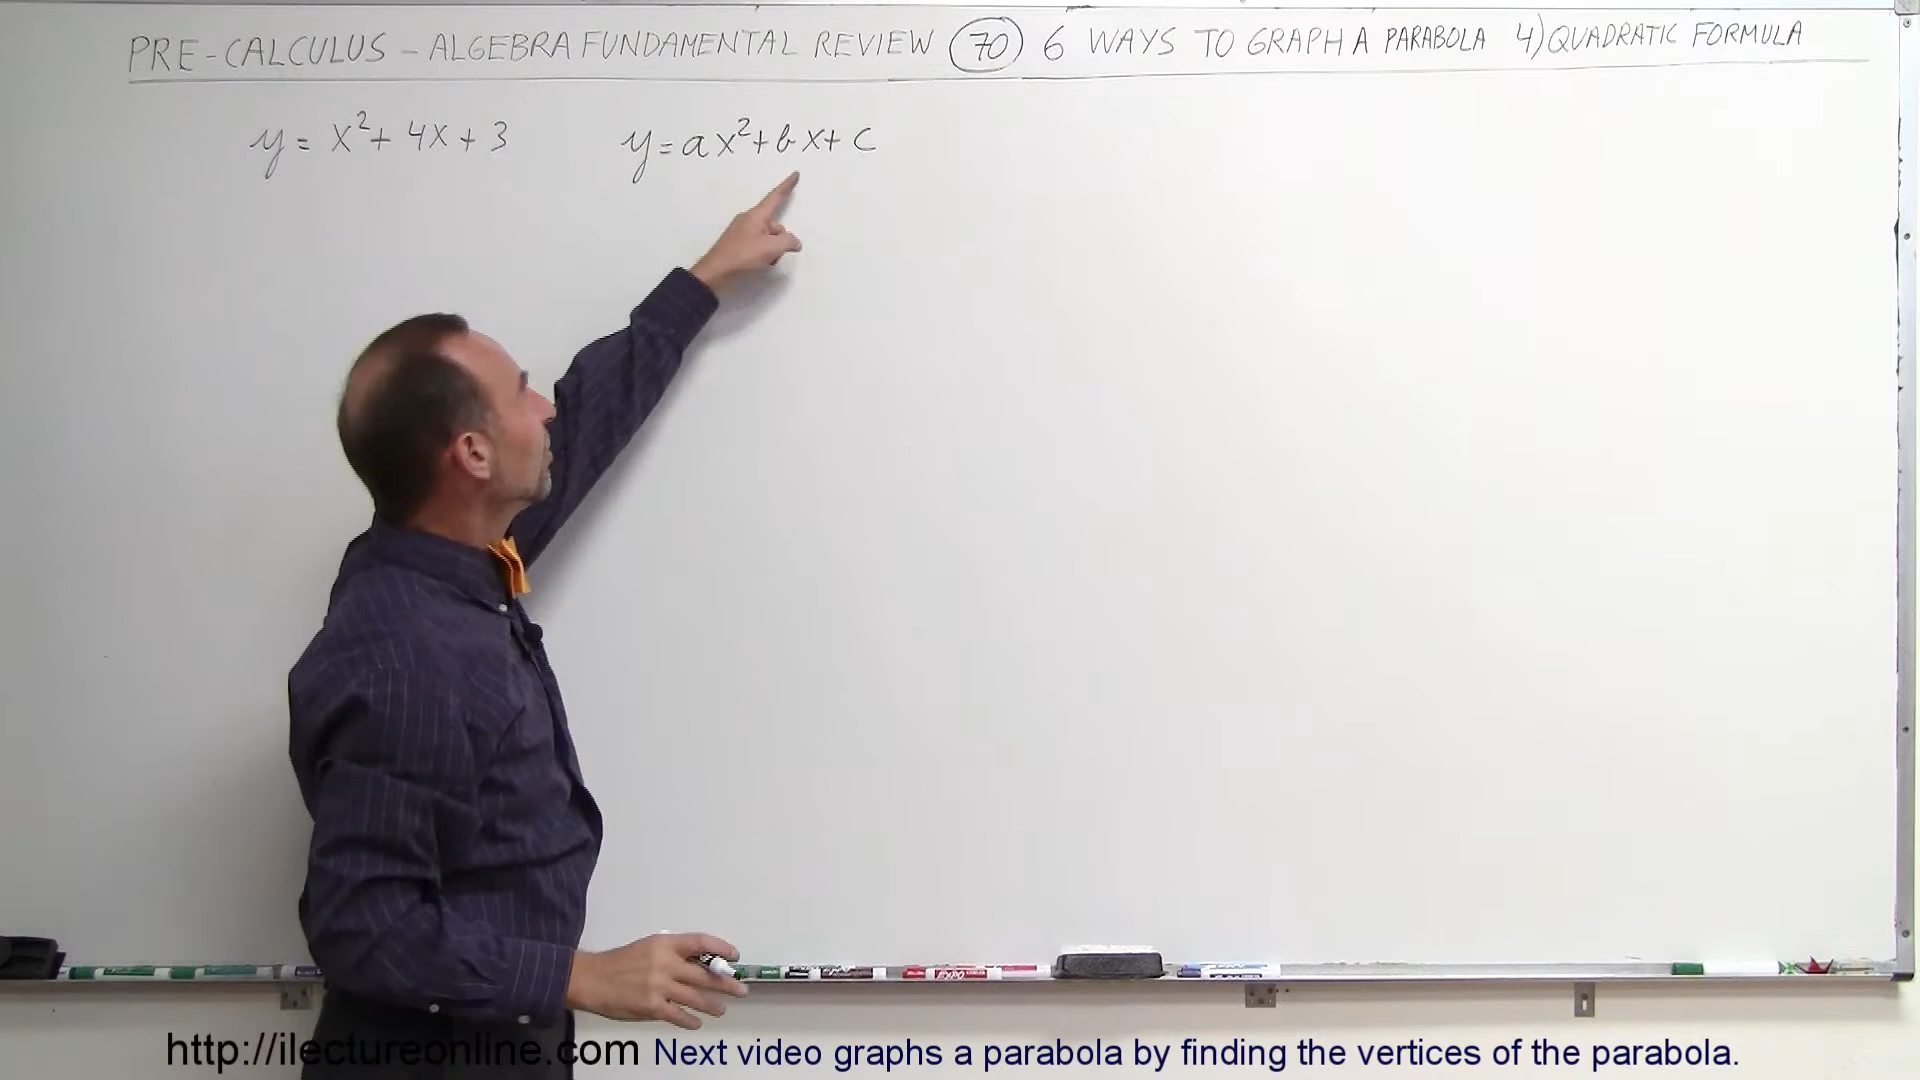 PRE-CALCULUS - ALGEBRA FUNDAMENTAL REVIEW 70 6 WAYS TO GRAPH A PARABOLA 4) QUADRATIC FORMULA
y = x² + 4x + 3 y = ax² + bx + c
http://ilectureonline.com Next video graphs a parabola by finding the vertices of the parabola.